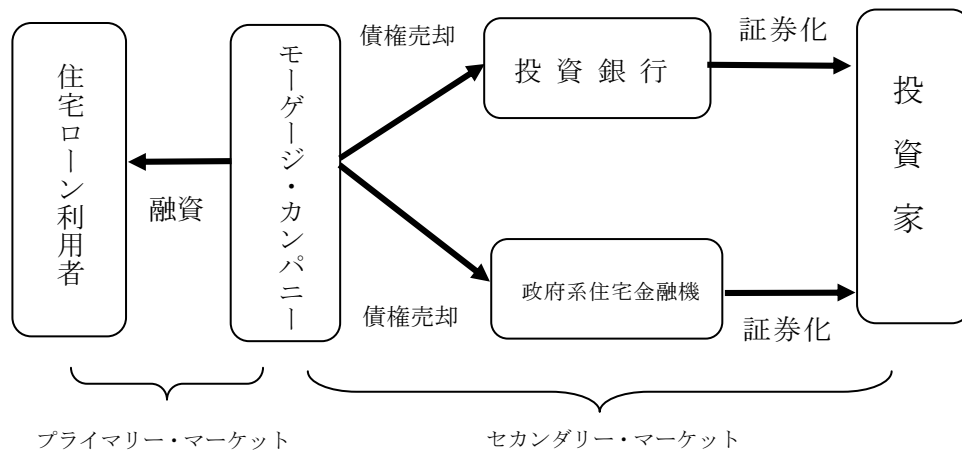 住宅ローン利用者
融資
モーゲージ・カンパニー
債権売却
投資銀行
証券化
債権売却
政府系住宅金融機
証券化
投資家
プライマリー・マーケット
セカンダリー・マーケット